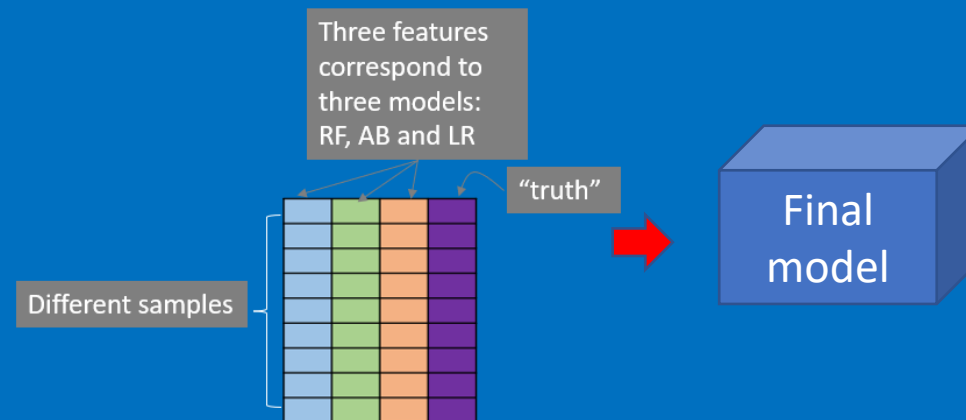 Three features
correspond to
three models:
RF, AB and LR
“truth”
Final
model
Different samples